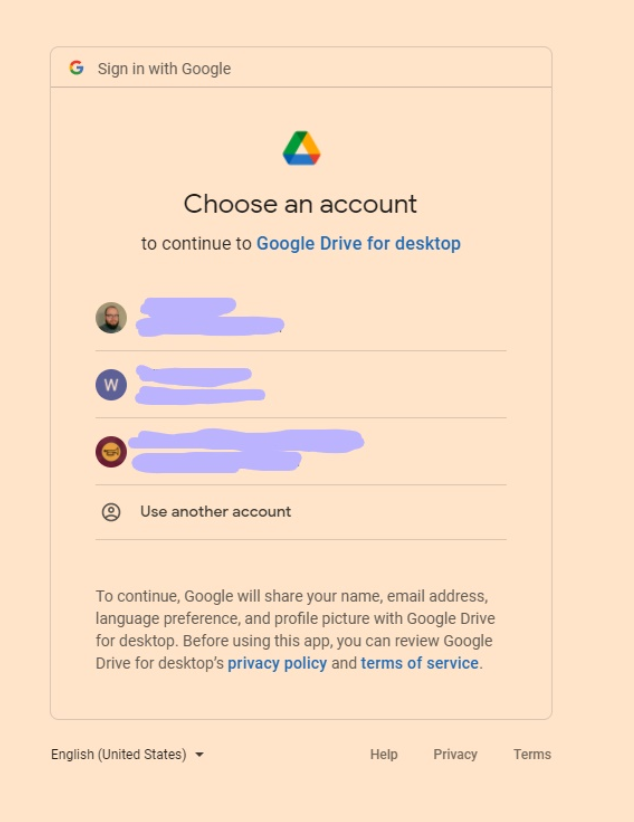 Sign in with Google
Choose an account
to continue to Google Drive for desktop
W
Use another account
To continue, Google will share your name, email address,
language preference, and profile picture with Google Drive
for desktop. Before using this app, you can review Google
Drive for desktop's privacy policy and terms of service.
English (United States)
Help Privacy Terms